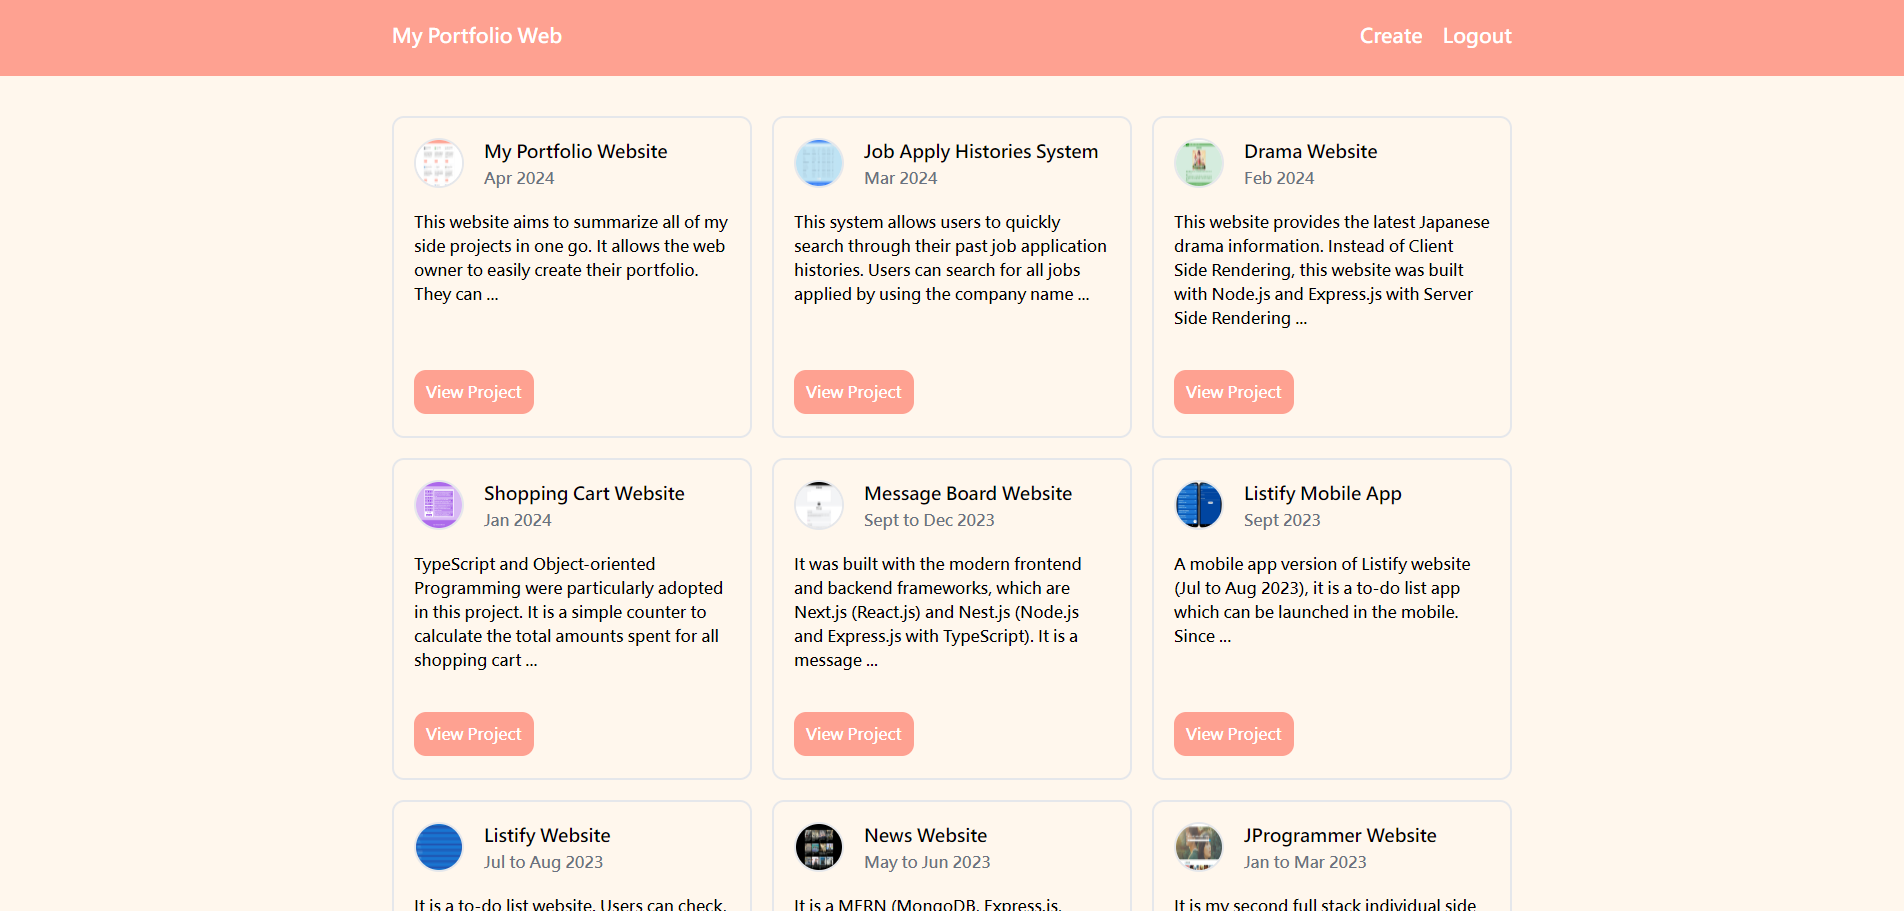 My Portfolio Web
Create Logout
My Portfolio Website
Apr 2024
This website aims to summarize all of my
side projects in one go. It allows the web
owner to easily create their portfolio.
They can ...
View Project
Job Apply Histories System
Mar 2024
This system allows users to quickly
search through their past job application
histories. Users can search for all jobs
applied by using the company name ...
View Project
Drama Website
Feb 2024
This website provides the latest Japanese
drama information. Instead of Client
Side Rendering, this website was built
with Node.js and Express.js with Server
Side Rendering ...
View Project
Shopping Cart Website
Jan 2024
TypeScript and Object-oriented
Programming were particularly adopted
in this project. It is a simple counter to
calculate the total amounts spent for all
shopping cart ...
View Project
Message Board Website
Sept to Dec 2023
It was built with the modern frontend
and backend frameworks, which are
Next.js (React.js) and Nest.js (Node.js
and Express.js with TypeScript). It is a
message ...
View Project
Listify Mobile App
Sept 2023
A mobile app version of Listify website
(Jul to Aug 2023), it is a to-do list app
which can be launched in the mobile.
Since ...
View Project
Listify Website
Jul to Aug 2023
It is a to-do list website. Users can check,
News Website
May to Jun 2023
It is a MERN (MongoDB, Express.js,
JProgrammer Website
Jan to Mar 2023
It is my second full stack individual side